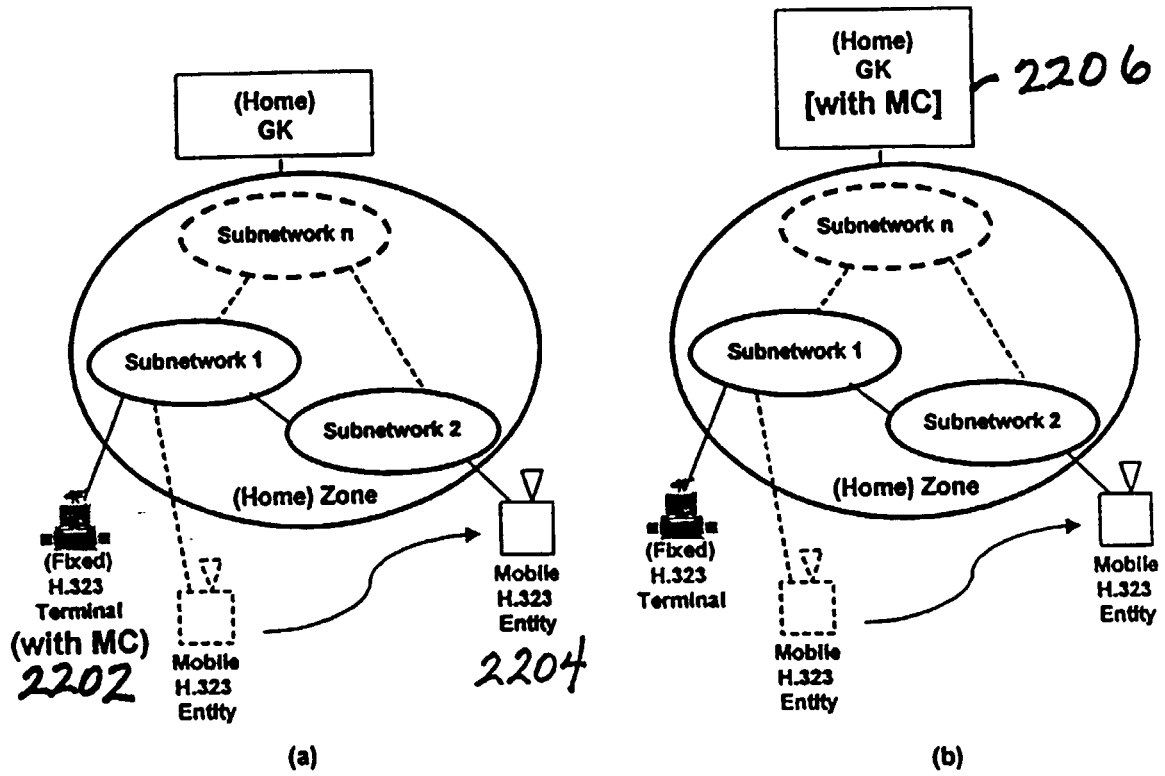 (Home)
GK
Subnetwork n
Subnetwork 1
Subnetwork 2
(Home) Zone
(Fixed)
H.323
Terminal
(with MC)
2202
Mobile
H.323
Entity
Mobile
H.323
Entity
2204
(a)
(Home)
GK
[with MC]
2206
Subnetwork n
Subnetwork 1
Subnetwork 2
(Home) Zone
(Fixed)
H.323
Terminal
Mobile
H.323
Entity
Mobile
H.323
Entity
(b)